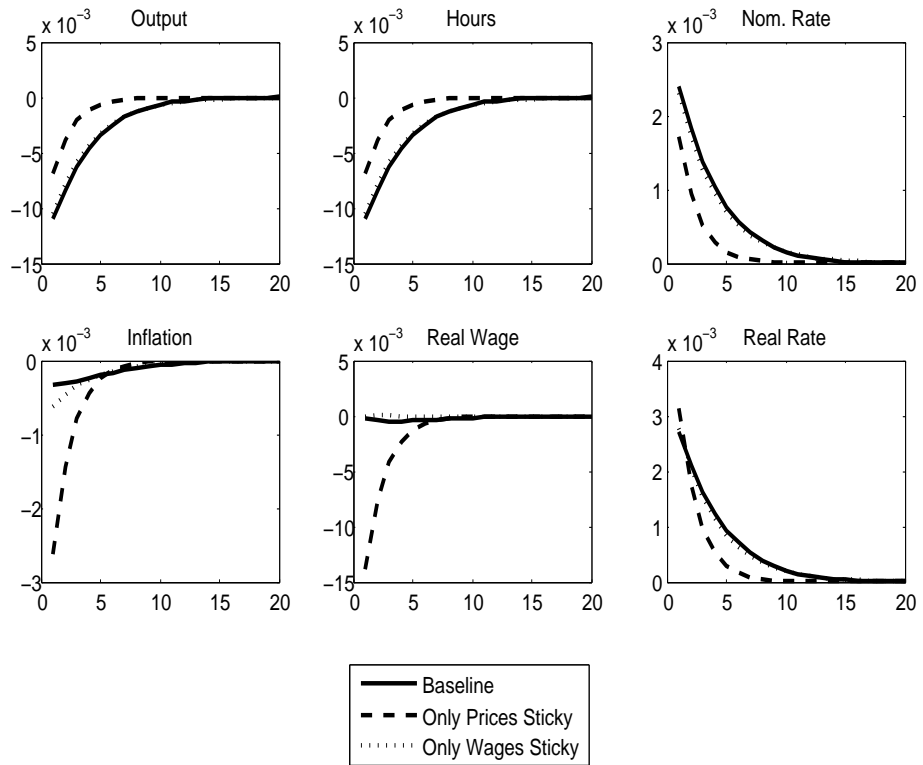 x 10⁻³
Output
5
0
−5
−10
−15
0 5 10 15 20
x 10⁻³
Hours
5
0
−5
−10
−15
0 5 10 15 20
x 10⁻³
Nom. Rate
3
2
1
0
0 5 10 15 20
x 10⁻³
Inflation
0
−1
−2
−3
0 5 10 15 20
x 10⁻³
Real Wage
5
0
−5
−10
−15
0 5 10 15 20
x 10⁻³
Real Rate
4
3
2
1
0
0 5 10 15 20
Baseline
Only Prices Sticky
Only Wages Sticky